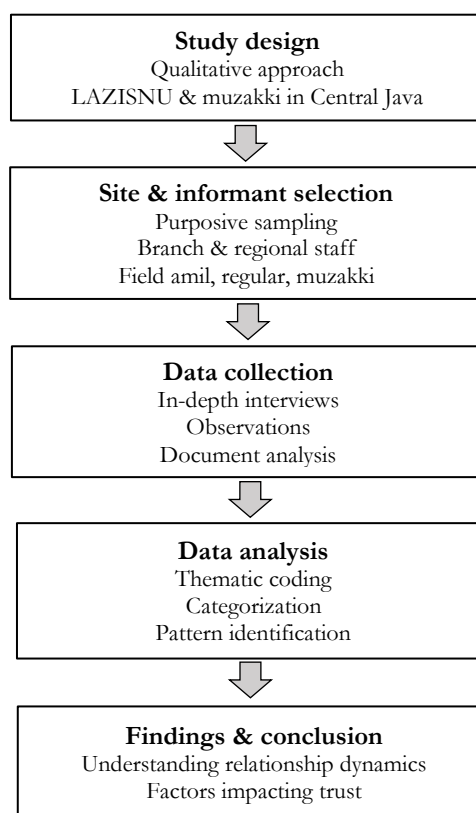 Study design
Qualitative approach
LAZISNU & muzakki in Central Java
Site & informant selection
Purposive sampling
Branch & regional staff
Field amil, regular, muzakki
Data collection
In-depth interviews
Observations
Document analysis
Data analysis
Thematic coding
Categorization
Pattern identification
Findings & conclusion
Understanding relationship dynamics
Factors impacting trust